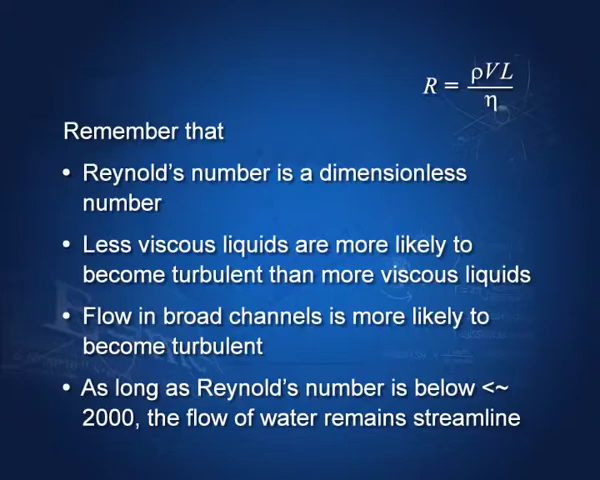 R = ρVL / η
Remember that
• Reynold's number is a dimensionless
number
• Less viscous liquids are more likely to
become turbulent than more viscous liquids
• Flow in broad channels is more likely to
become turbulent
• As long as Reynold's number is below <~
2000, the flow of water remains streamline